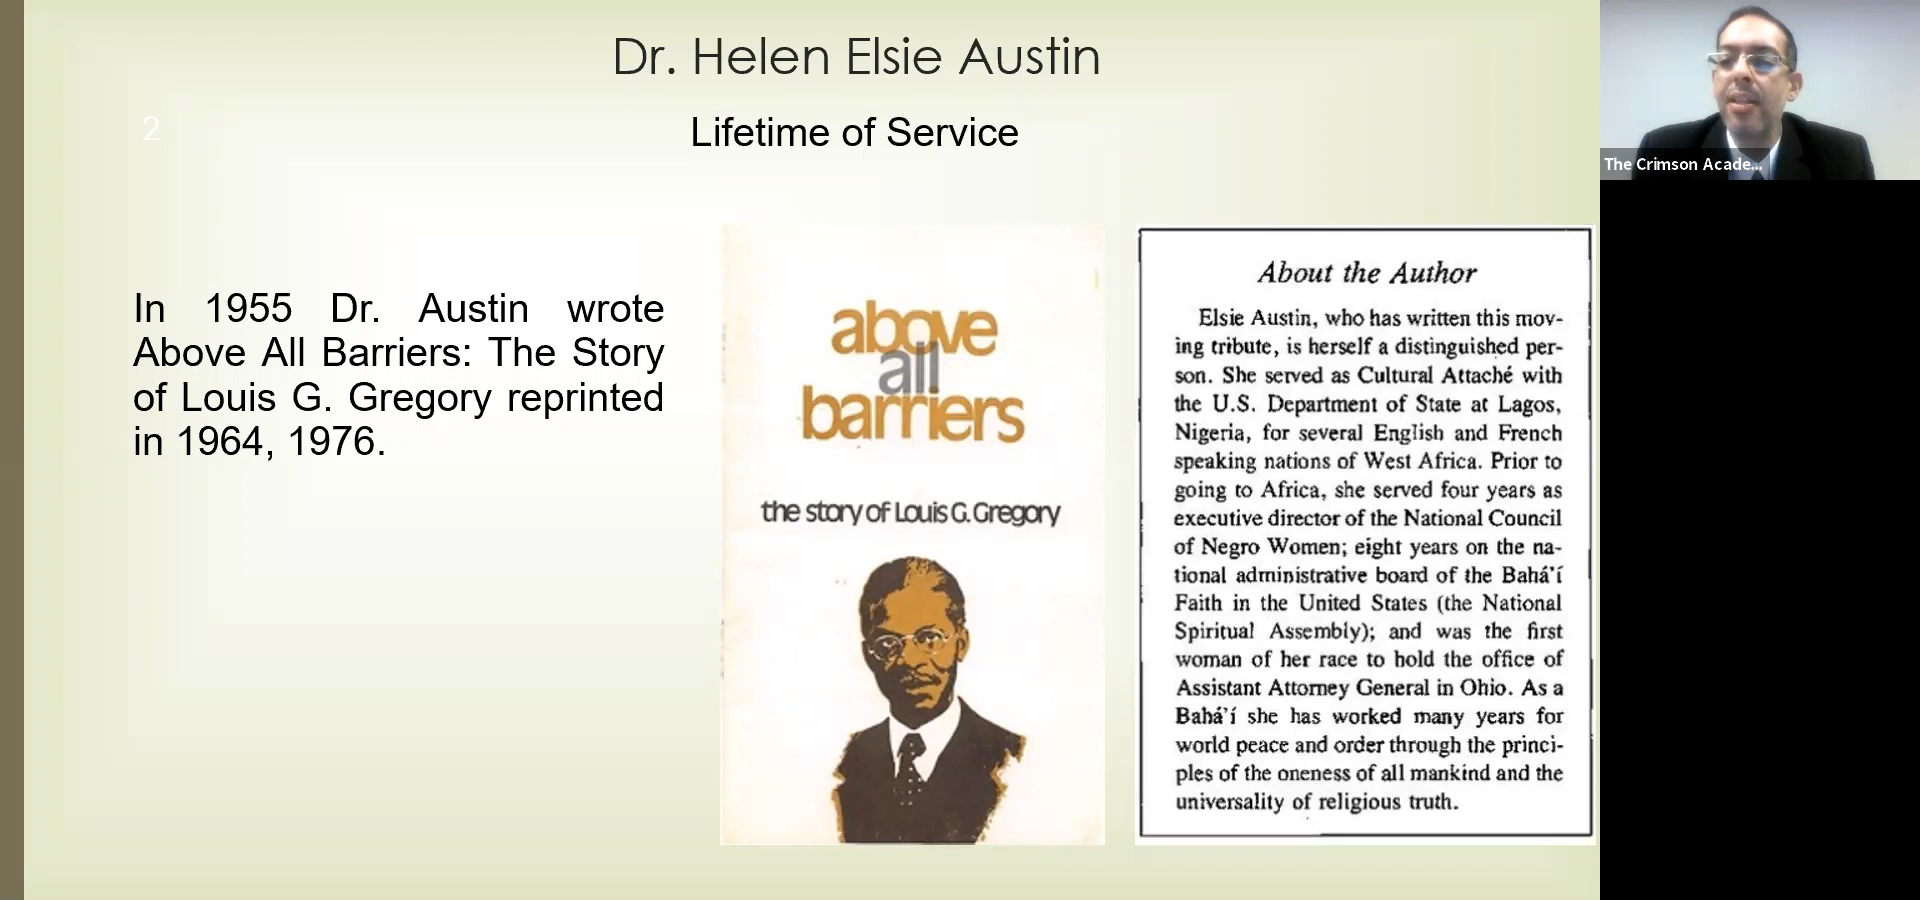 Dr. Helen Elsie Austin
2
Lifetime of Service
In 1955 Dr. Austin wrote
Above All Barriers: The Story
of Louis G. Gregory reprinted
in 1964, 1976.
above
all
barriers
the story of Louis G. Gregory
About the Author
Elsie Austin, who has written this mov-
ing tribute, is herself a distinguished per-
son. She served as Cultural Attaché with
the U.S. Department of State at Lagos,
Nigeria, for several English and French
speaking nations of West Africa. Prior to
going to Africa, she served four years as
executive director of the National Council
of Negro Women; eight years on the na-
tional administrative board of the Bahá’í
Faith in the United States (the National
Spiritual Assembly); and was the first
woman of her race to hold the office of
Assistant Attorney General in Ohio. As a
Bahá’í she has worked many years for
world peace and order through the princi-
ples of the oneness of all mankind and the
universality of religious truth.
The Crimson Acade...